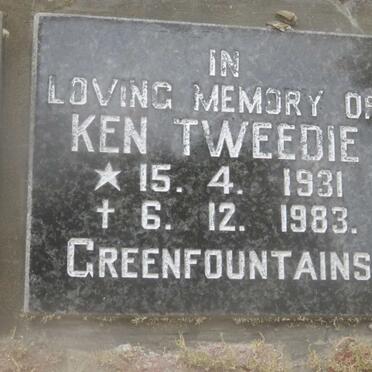 IN
LOVING MEMORY OF
KEN TWEEDIE
★ 15. 4. 1931
† 6. 12. 1983.
GREENFOUNTAINS